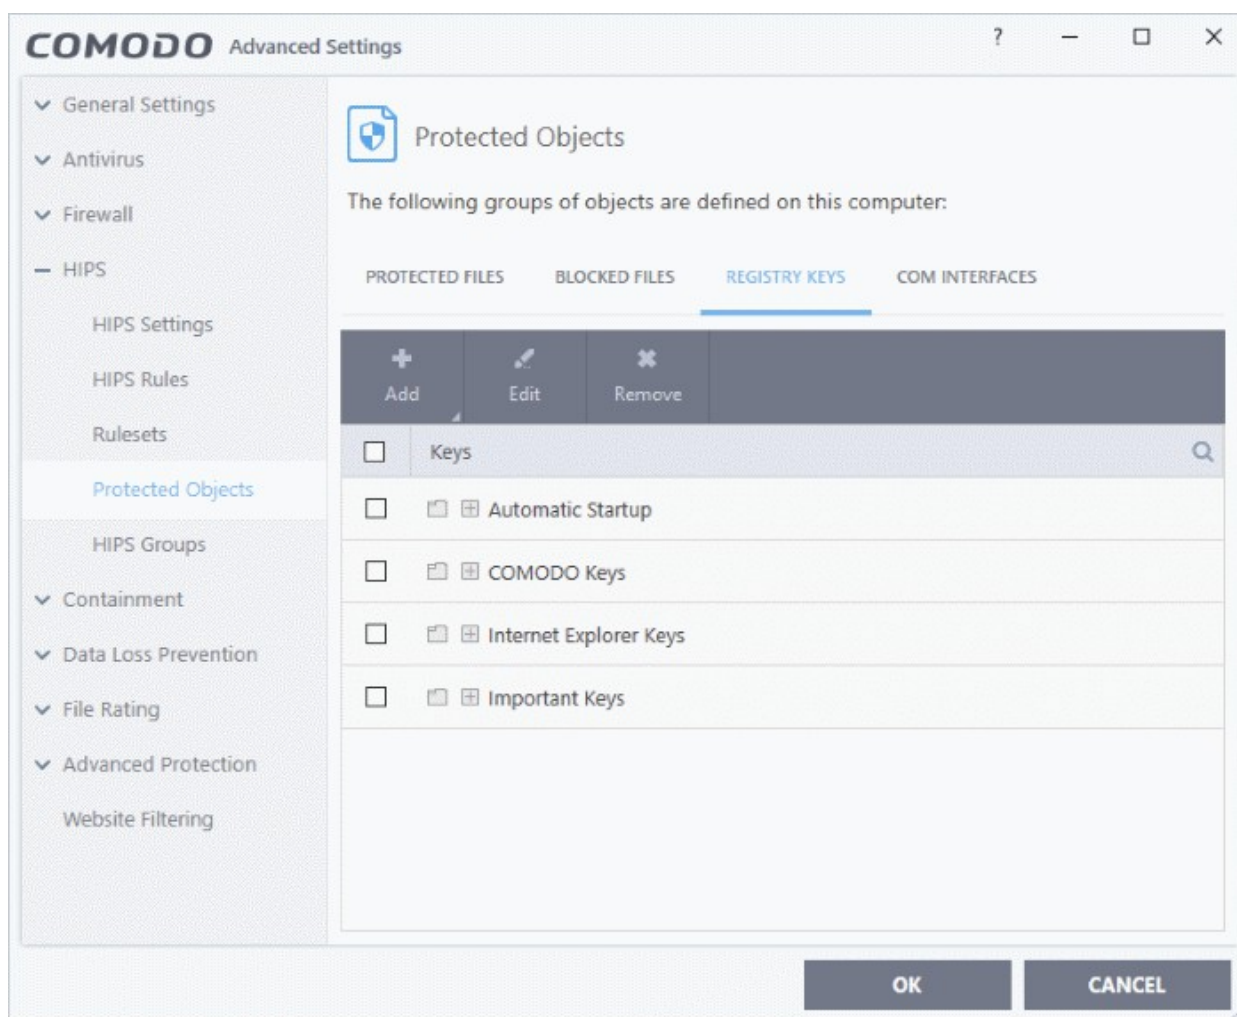 COMODO Advanced Settings ?
General Settings
Antivirus
Firewall
HIPS
HIPS Settings
HIPS Rules
Rulesets
Protected Objects
HIPS Groups
Containment
Data Loss Prevention
File Rating
Advanced Protection
Website Filtering
Protected Objects
The following groups of objects are defined on this computer:
PROTECTED FILES BLOCKED FILES REGISTRY KEYS COM INTERFACES
Add Edit Remove
Keys
Automatic Startup
COMODO Keys
Internet Explorer Keys
Important Keys
OK CANCEL